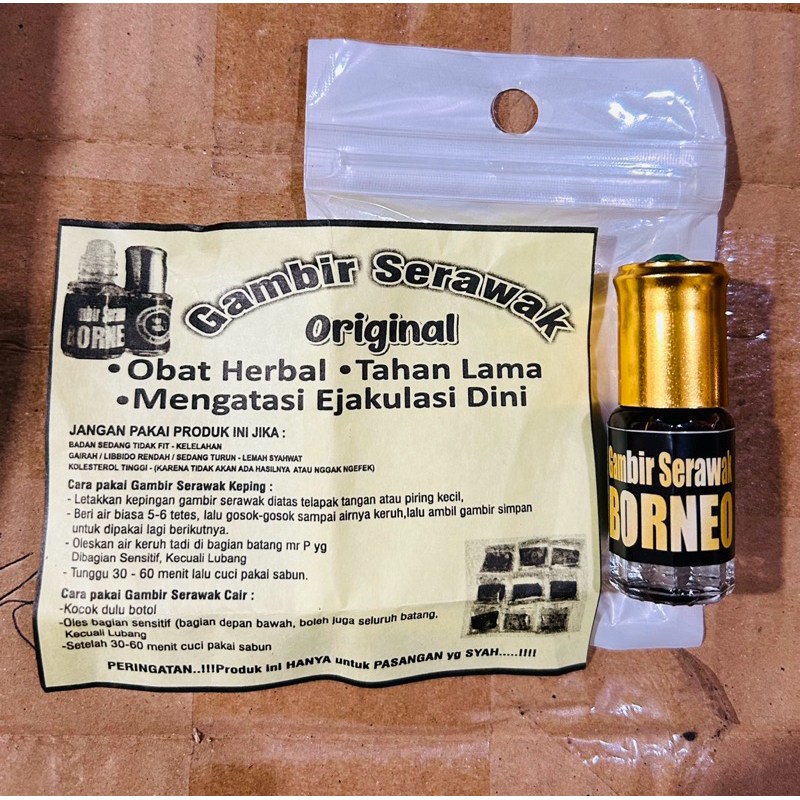 Gambir Serawak
Original
•Obat Herbal •Tahan Lama
•Mengatasi Ejakulasi Dini
JANGAN PAKAI PRODUK INI JIKA :
BADAN SEDANG TIDAK FIT - KELELAHAN
GAIRAH / LIBBIDO RENDAH / SEDANG TURUN - LEMAH SYAHWAT
KOLESTEROL TINGGI - (KARENA TIDAK AKAN ADA HASILNYA ATAU NGGAK NGEFEK)
Cara pakai Gambir Serawak Keping :
- Letakkan kepingan gambir serawak diatas telapak tangan atau piring kecil,
- Beri air biasa 5-6 tetes, lalu gosok-gosok sampai airnya keruh,lalu ambil gambir simpan
untuk dipakai lagi berikutnya.
- Oleskan air keruh tadi di bagian batang mr P yg
Dibagian Sensitif, Kecuali Lubang
- Tunggu 30 - 60 menit lalu cuci pakai sabun.
Cara pakai Gambir Serawak Cair :
-Kocok dulu botol
-Oles bagian sensitif (bagian depan bawah, boleh juga seluruh batang,
Kecuali Lubang
-Setelah 30-60 menit cuci pakai sabun
PERINGATAN..!!!Produk Ini HANYA untuk PASANGAN yg SYAH.....!!!!
BORNE
Gambir Serawak
BORNEO